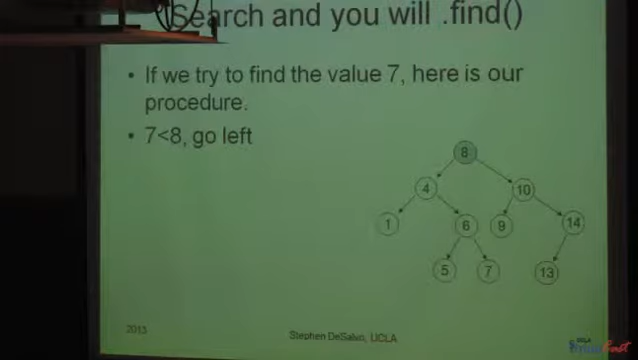 Search and you will .find()
• If we try to find the value 7, here is our
procedure.
• 7<8, go left
8
4
10
1
6
9
14
5
7
13
2013
Stephen DeSalvo, UCLA